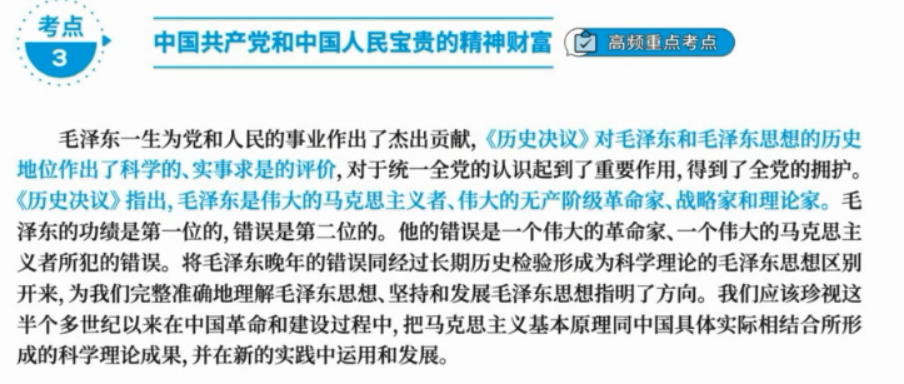 考点
3
中国共产党和中国人民宝贵的精神财富
高频重点考点
毛泽东一生为党和人民的事业作出了杰出贡献,《历史决议》对毛泽东和毛泽东思想的历史
地位作出了科学的、实事求是的评价,对于统一全党的认识起到了重要作用,得到了全党的拥护。
《历史决议》指出,毛泽东是伟大的马克思主义者、伟大的无产阶级革命家、战略家和理论家。毛
泽东的功绩是第一位的,错误是第二位的。他的错误是一个伟大的革命家、一个伟大的马克思主
义者所犯的错误。将毛泽东晚年的错误同经过长期历史检验形成为科学理论的毛泽东思想区别
开来,为我们完整准确地理解毛泽东思想、坚持和发展毛泽东思想指明了方向。我们应该珍视这
半个多世纪以来在中国革命和建设过程中,把马克思主义基本原理同中国具体实际相结合所形
成的科学理论成果,并在新的实践中运用和发展。